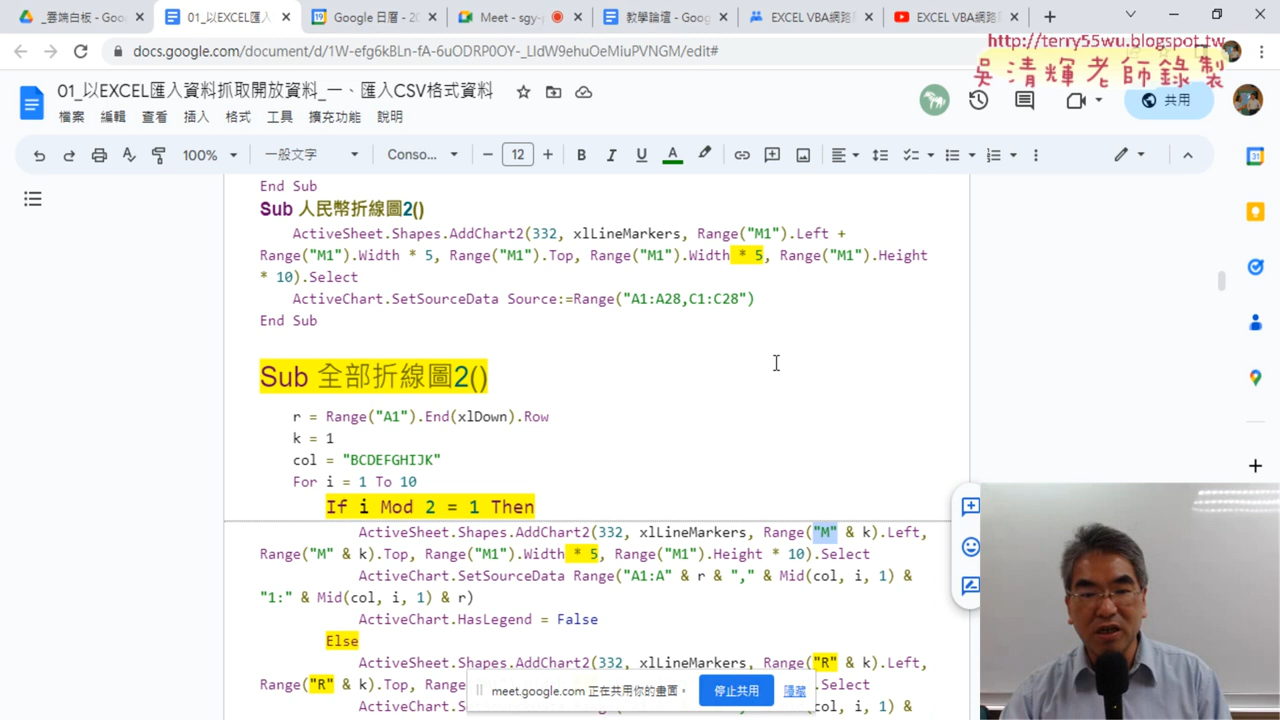 _雲端白板 - Goo
01_以EXCEL匯入
Google 日曆 - 20
Meet - sgy-
教學論壇 - Goog
EXCEL VBA網路
EXCEL VBA網路
docs.google.com/document/d/1W-efg6kBLn-fA-6uODRP0OY-_LIdW9ehuOeMiuPVNGM/edit#
http://terry55wu.blogspot.tw
吳清輝老師錄製
01_以EXCEL匯入資料抓取開放資料_一、匯入CSV格式資料
共用
檔案 編輯 查看 插入 格式 工具 擴充功能 說明
100% 一般文字 Conso... 12
End Sub
Sub 人民幣折線圖2()
ActiveSheet.Shapes.AddChart2(332, xlLineMarkers, Range("M1").Left +
Range("M1").Width * 5, Range("M1").Top, Range("M1").Width * 5, Range("M1").Height
* 10).Select
ActiveChart.SetSourceData Source:=Range("A1:A28,C1:C28")
End Sub
Sub 全部折線圖2()
r = Range("A1").End(xlDown).Row
k = 1
col = "BCDEFGHIJK"
For i = 1 To 10
If i Mod 2 = 1 Then
ActiveSheet.Shapes.AddChart2(332, xlLineMarkers, Range("M" & k).Left,
Range("M" & k).Top, Range("M1").Width * 5, Range("M1").Height * 10).Select
ActiveChart.SetSourceData Range("A1:A" & r & "," & Mid(col, i, 1) &
"1:" & Mid(col, i, 1) & r)
ActiveChart.HasLegend = False
Else
ActiveSheet.Shapes.AddChart2(332, xlLineMarkers, Range("R" & k).Left,
Range("R" & k).Top, Select
meet.google.com 正在共用你的畫面。 停止共用 隱藏